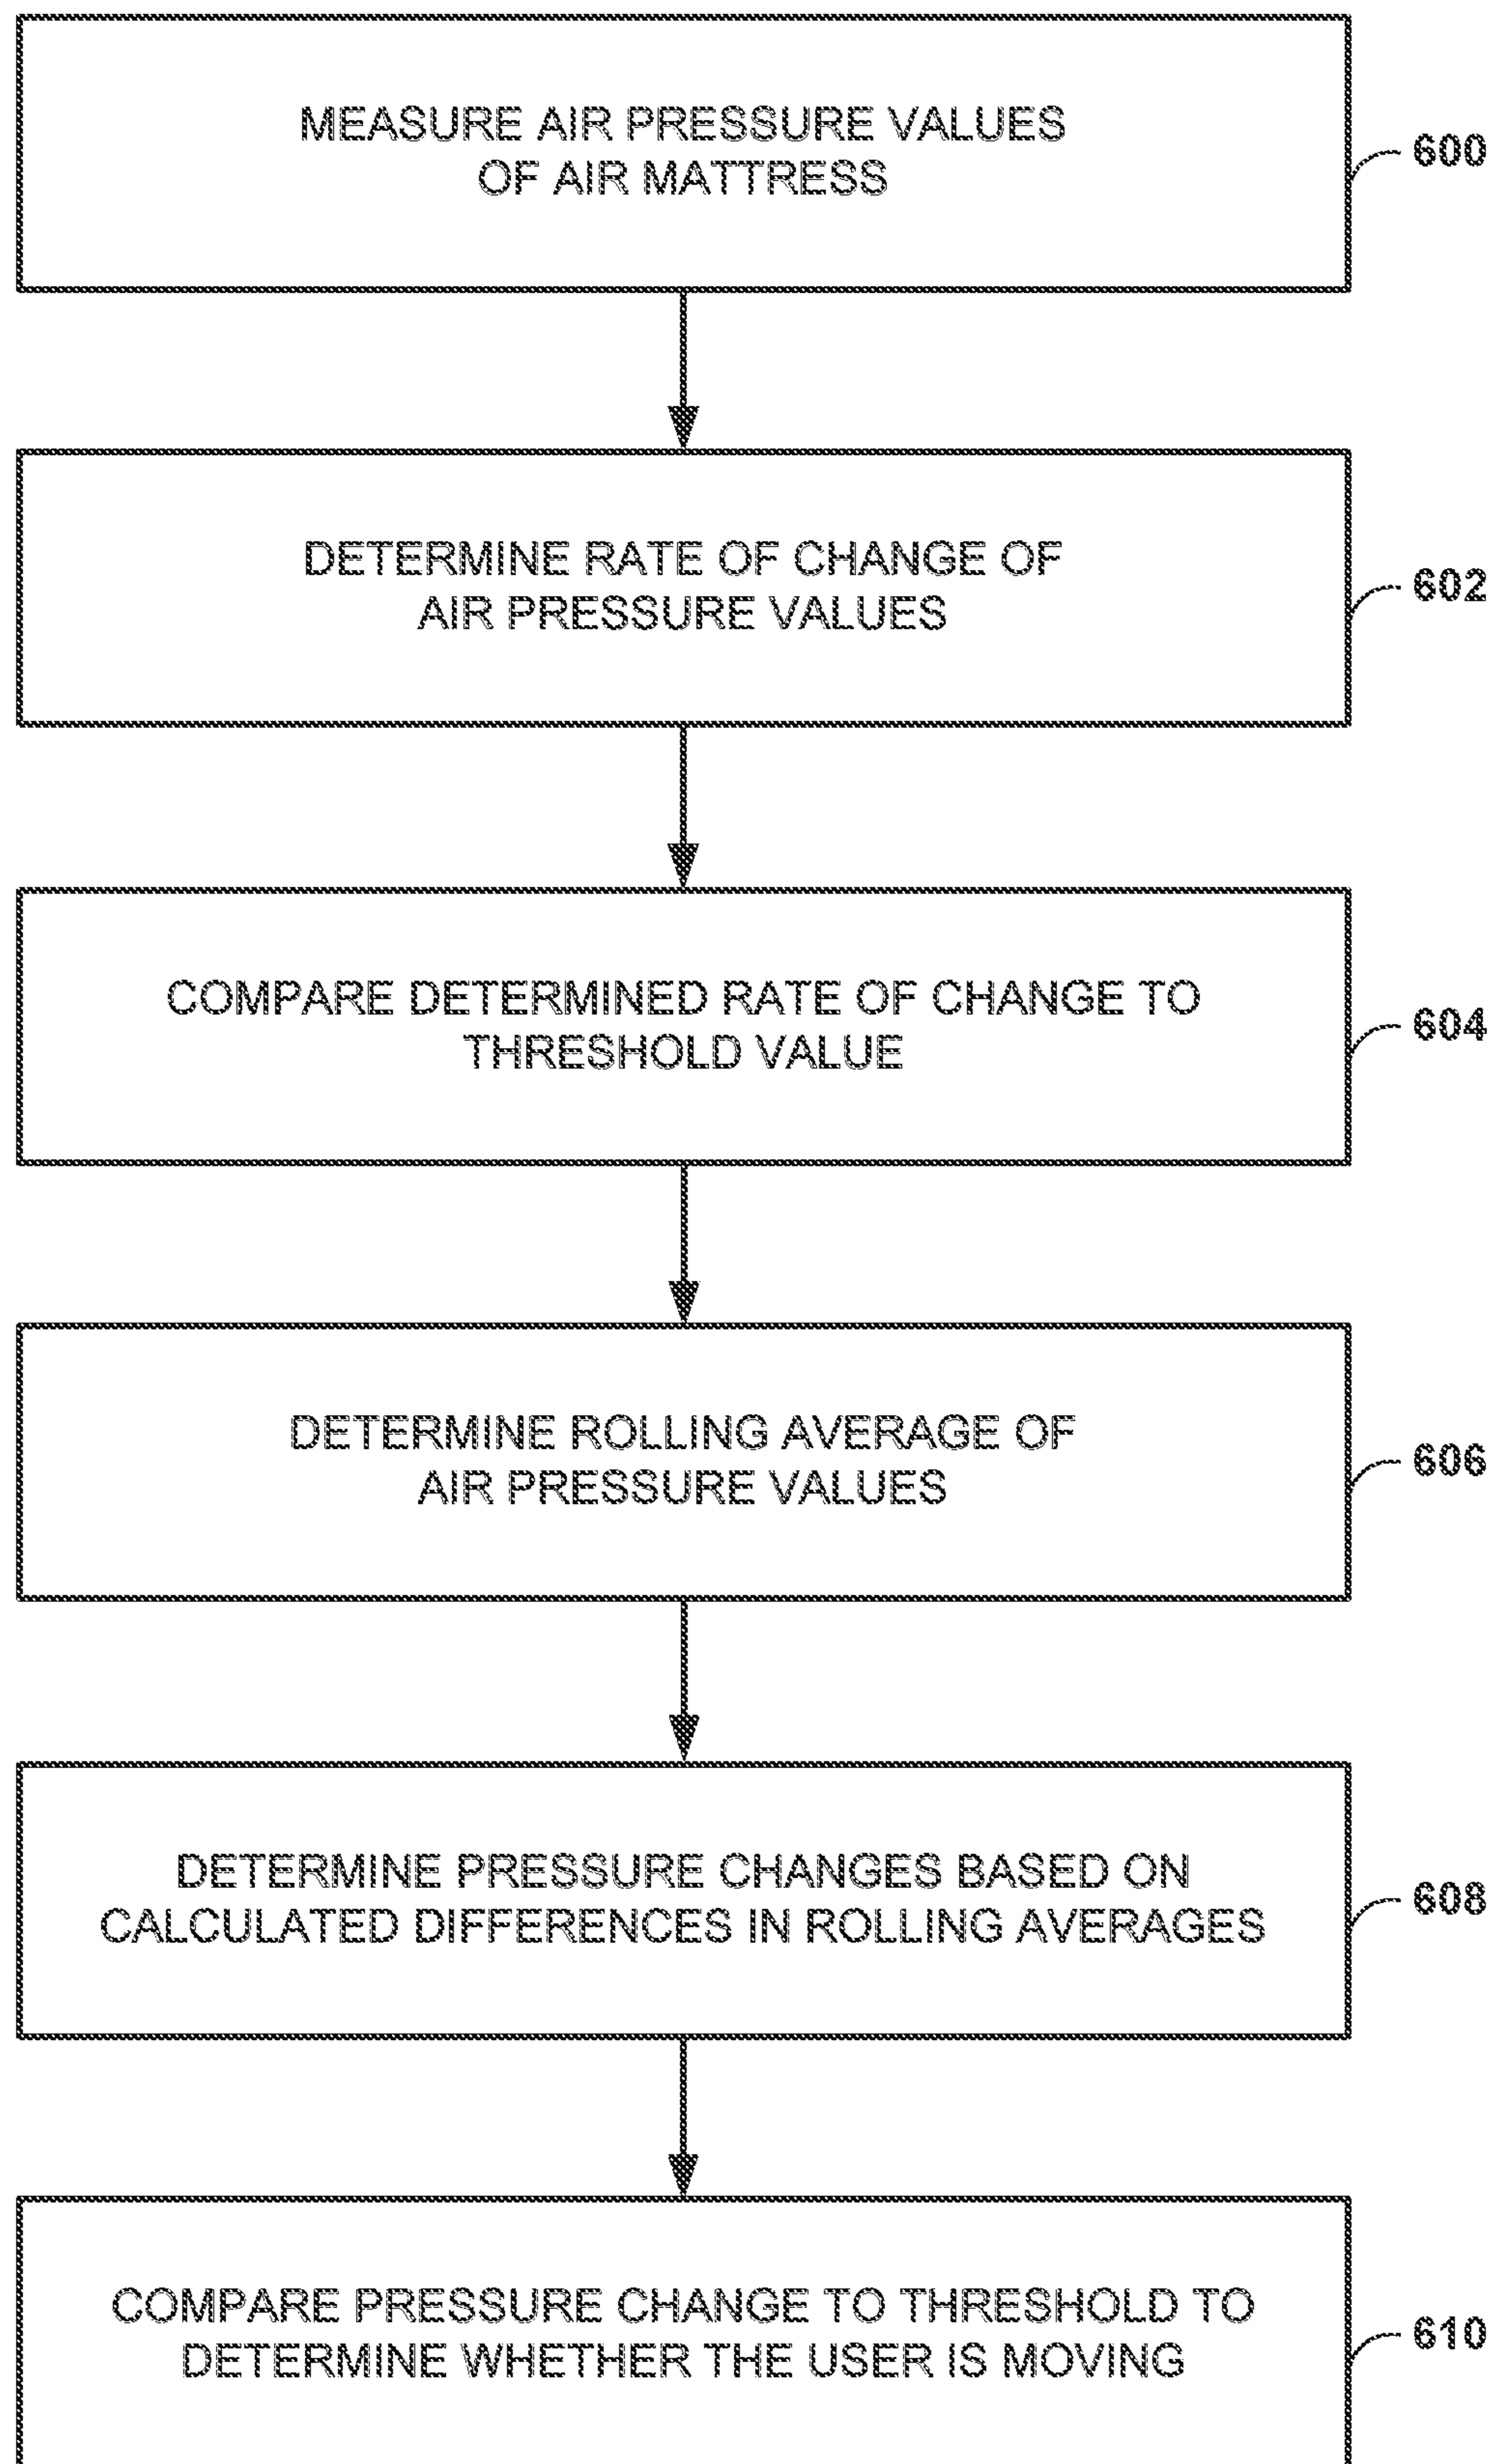 MEASURE AIR PRESSURE VALUES
OF AIR MATTRESS
600
DETERMINE RATE OF CHANGE OF
AIR PRESSURE VALUES
602
COMPARE DETERMINED RATE OF CHANGE TO
THRESHOLD VALUE
604
DETERMINE ROLLING AVERAGE OF
AIR PRESSURE VALUES
606
DETERMINE PRESSURE CHANGES BASED ON
CALCULATED DIFFERENCES IN ROLLING AVERAGES
608
COMPARE PRESSURE CHANGE TO THRESHOLD TO
DETERMINE WHETHER THE USER IS MOVING
610